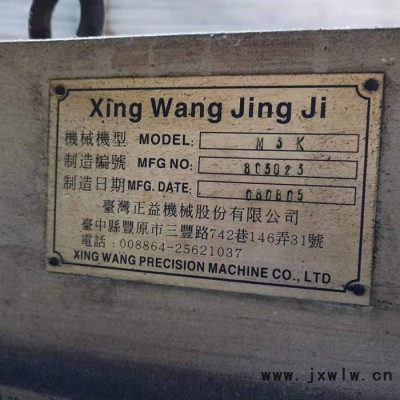 Xing Wang Jing Ji
機械機型 MODEL: M3K
制造編號 MFG NO: 805023
制造日期 MFG. DATE: 080805
臺灣正益機械股份有限公司
臺中縣豐原市三豐路742巷146弄31號
電話：008864-25621037
XING WANG PRECISION MACHINE CO., LTD
www.jxwlw.cn